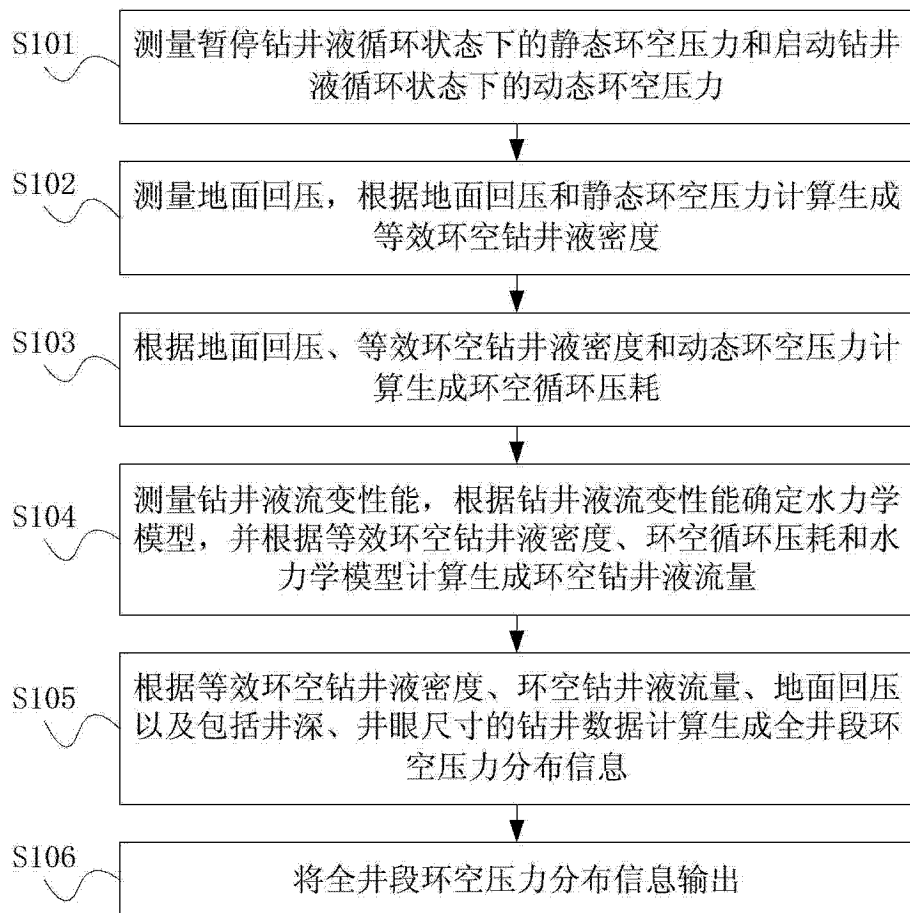 S101
测量暂停钻井液循环状态下的静态环空压力和启动钻井
液循环状态下的动态环空压力
S102
测量地面回压，根据地面回压和静态环空压力计算生成
等效环空钻井液密度
S103
根据地面回压、等效环空钻井液密度和动态环空压力计
算生成环空循环压耗
S104
测量钻井液流变性能，根据钻井液流变性能确定水力学
模型，并根据等效环空钻井液密度、环空循环压耗和水
力学模型计算生成环空钻井液流量
S105
根据等效环空钻井液密度、环空钻井液流量、地面回压
以及包括井深、井眼尺寸的钻井数据计算生成全井段环
空压力分布信息
S106
将全井段环空压力分布信息输出